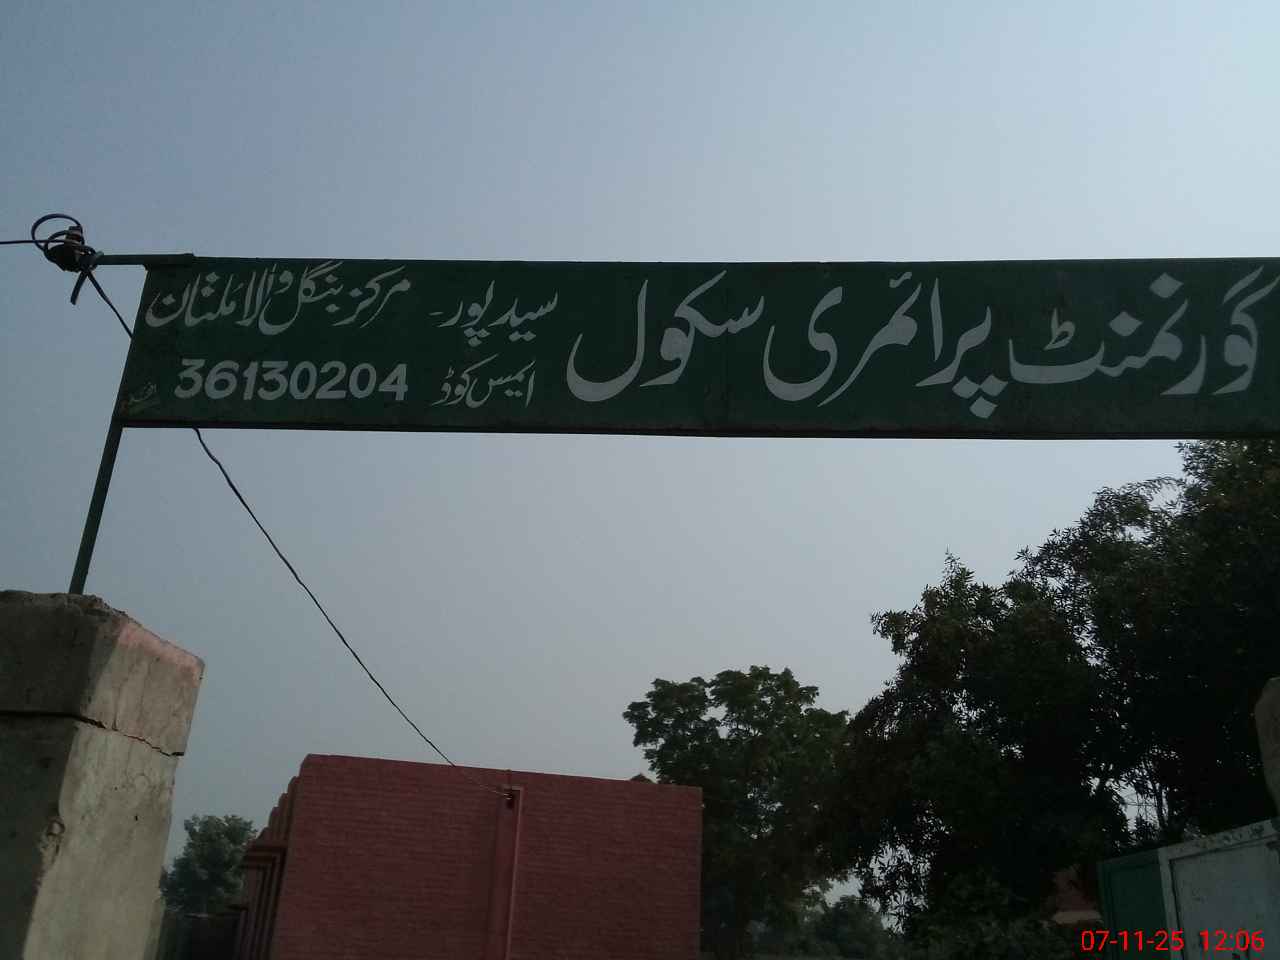 گورنمنٹ پرائمری سکول
سید پور۔ مرکز بنگل والا ملتان
ایمس کوڈ 36130204
07-11-25 12:06